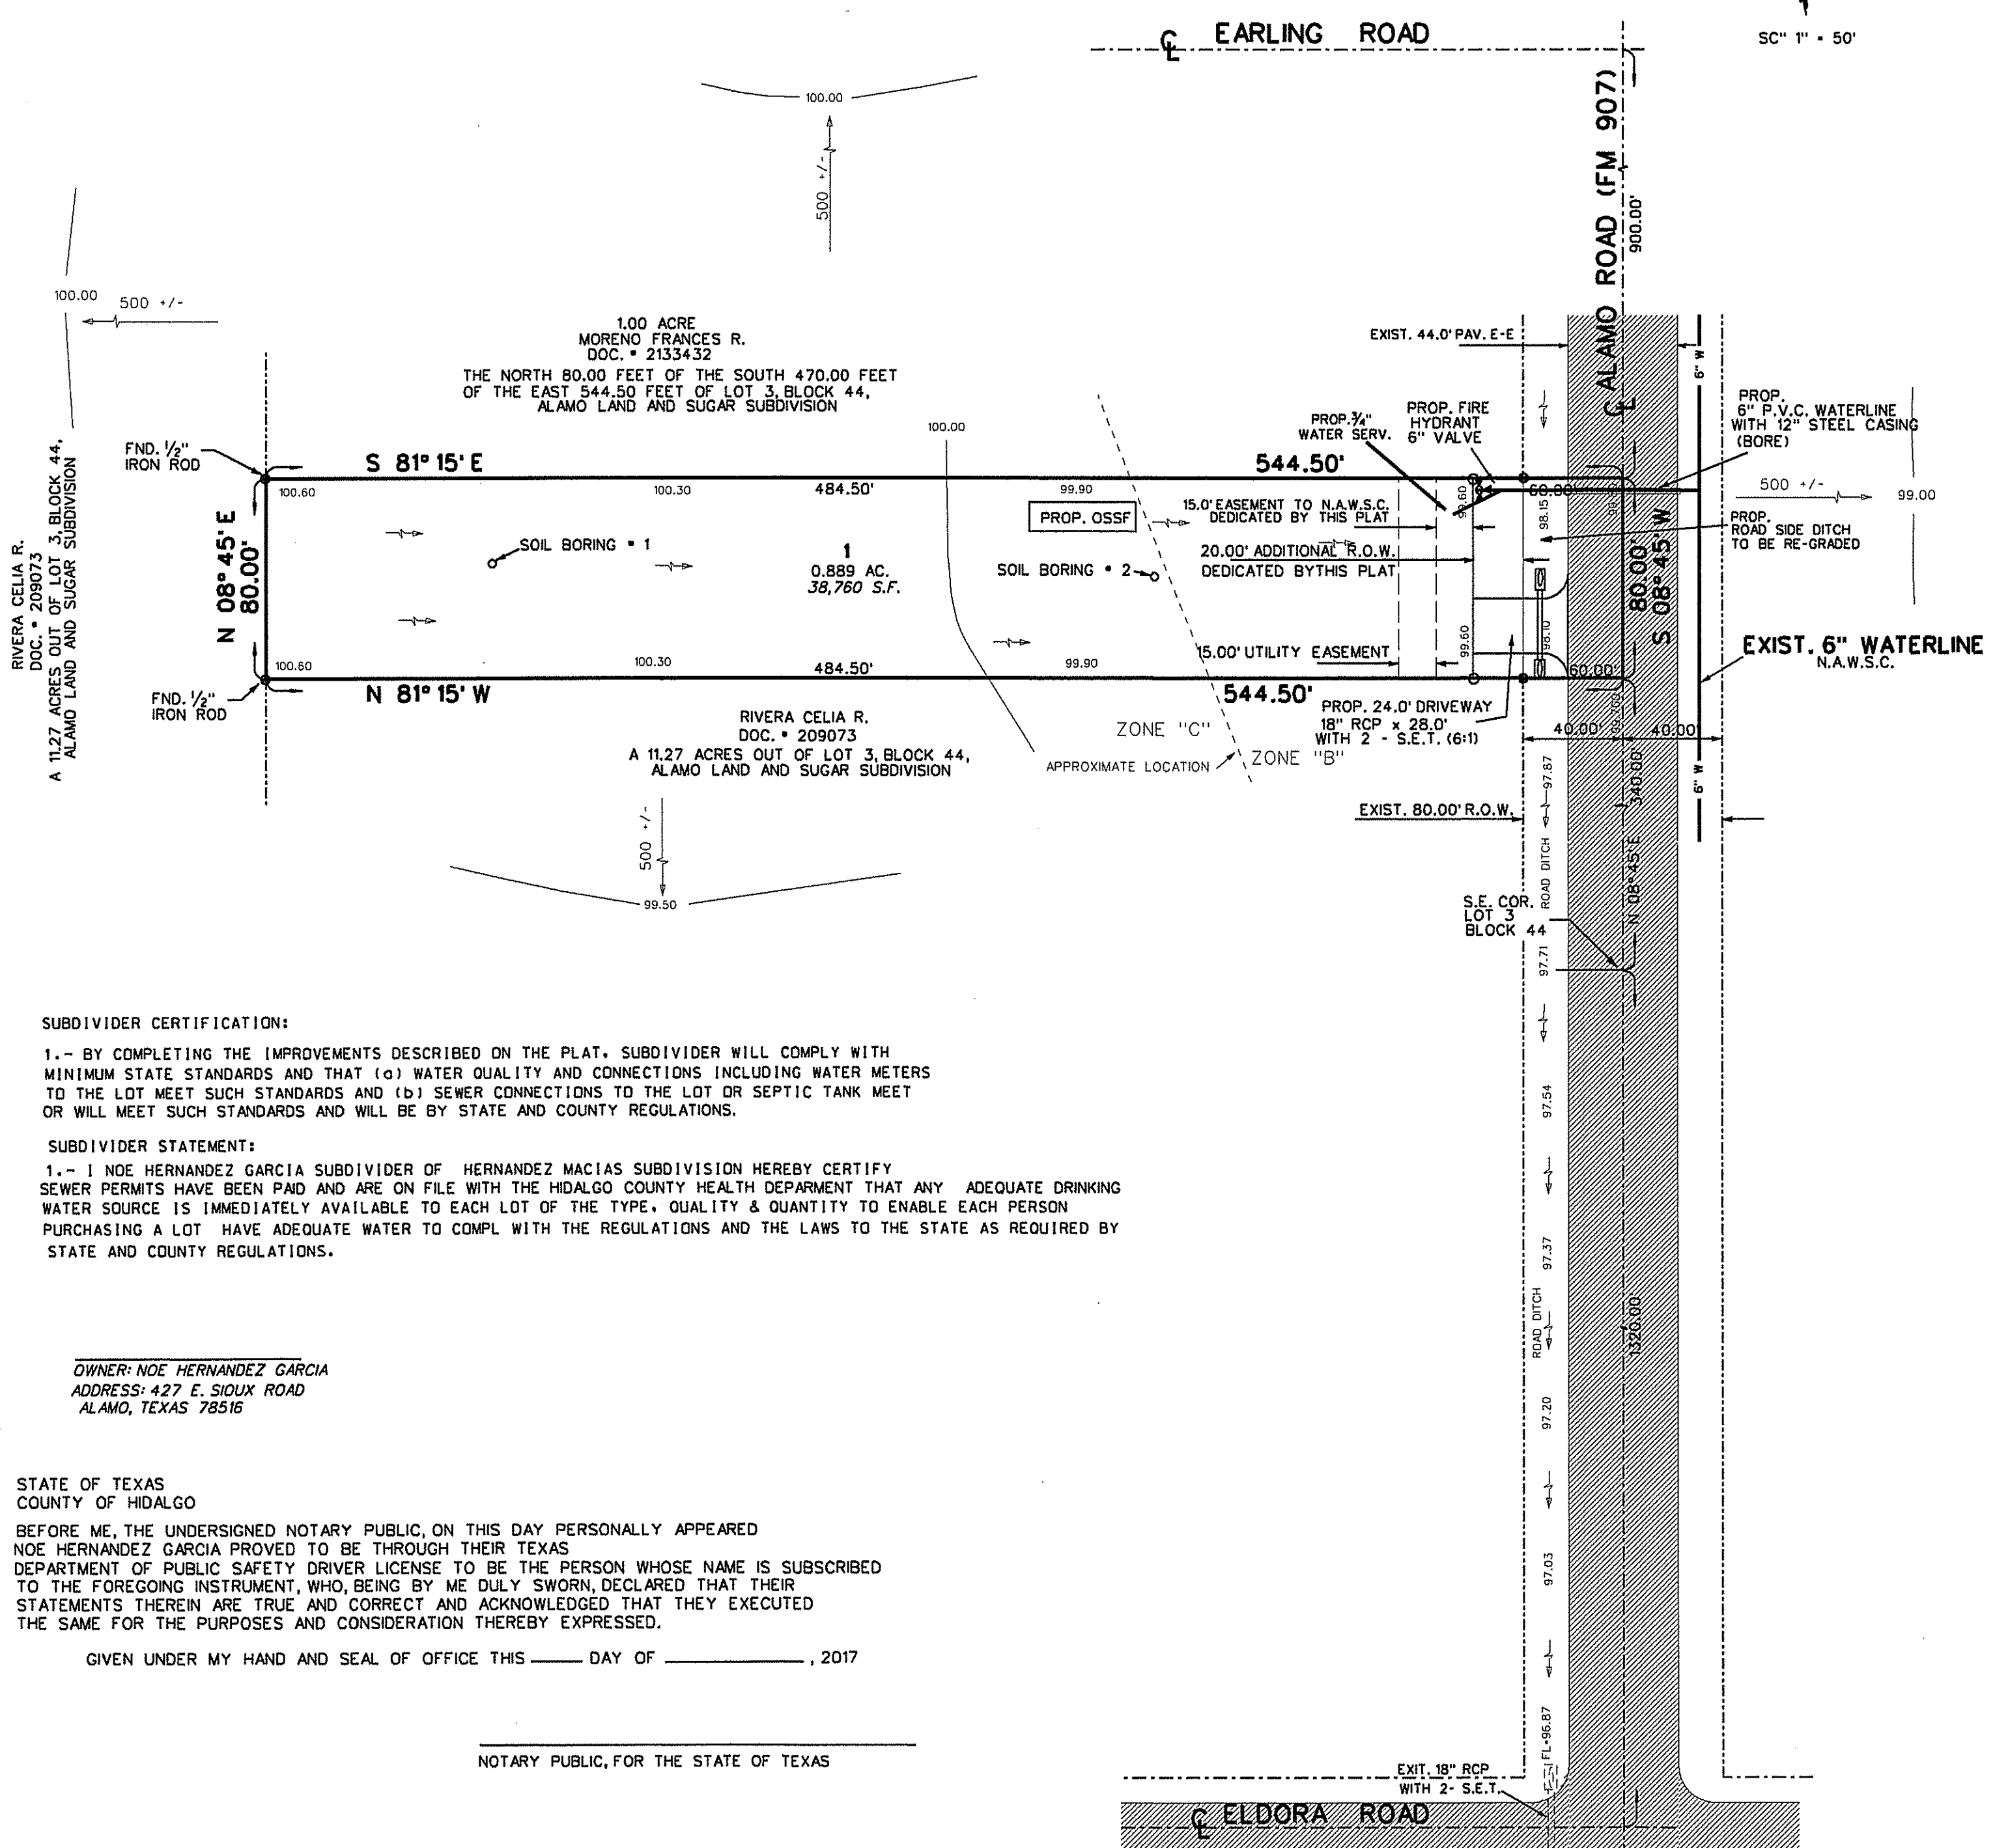 SC" 1" = 50'
℄ EARLING ROAD
℄ ALAMO ROAD (FM 907)
900.00'
100.00
500 +/-
100.00
500 +/-
RIVERA CELIA R.
DOC. * 209073
A 11.27 ACRES OUT OF LOT 3, BLOCK 44,
ALAMO LAND AND SUGAR SUBDIVISION
1.00 ACRE
MORENO FRANCES R.
DOC. * 2133432
THE NORTH 80.00 FEET OF THE SOUTH 470.00 FEET
OF THE EAST 544.50 FEET OF LOT 3, BLOCK 44,
ALAMO LAND AND SUGAR SUBDIVISION
EXIST. 44.0' PAV. E-E
6" W
PROP.
6" P.V.C. WATERLINE
WITH 12" STEEL CASING
(BORE)
PROP. FIRE
HYDRANT
6" VALVE
PROP. ¾"
WATER SERV.
100.00
FND. ½"
IRON ROD
S 81° 15' E
544.50'
100.60
100.30
484.50'
99.90
60.00'
99.60
98.15
500 +/-
99.00
PROP.
ROAD SIDE DITCH
TO BE RE-GRADED
PROP. OSSF
15.0' EASEMENT TO N.A.W.S.C.
DEDICATED BY THIS PLAT
20.00' ADDITIONAL R.O.W.
DEDICATED BYTHIS PLAT
N 08° 45' E
80.00'
SOIL BORING * 1
1
0.889 AC.
38,760 S.F.
SOIL BORING * 2
80.00'
S 08° 45' W
15.00' UTILITY EASEMENT
99.60
98.10
EXIST. 6" WATERLINE
N.A.W.S.C.
100.60
100.30
484.50'
99.90
60.00'
N 81° 15' W
544.50'
FND. ½"
IRON ROD
RIVERA CELIA R.
DOC. * 209073
A 11.27 ACRES OUT OF LOT 3, BLOCK 44,
ALAMO LAND AND SUGAR SUBDIVISION
ZONE "C"
ZONE "B"
APPROXIMATE LOCATION
PROP. 24.0' DRIVEWAY
18" RCP x 28.0'
WITH 2 - S.E.T. (6:1)
40.00'
40.00'
340.00'
6" W
EXIST. 80.00' R.O.W.
97.87
ROAD DITCH
N 08° 45' E
500 +/-
99.50
S.E. COR.
LOT 3
BLOCK 44
97.71
97.54
97.37
ROAD DITCH
1320.00'
97.20
97.03
FL=96.87
EXIT. 18" RCP
WITH 2- S.E.T.
℄ ELDORA ROAD
SUBDIVIDER CERTIFICATION:
1.- BY COMPLETING THE IMPROVEMENTS DESCRIBED ON THE PLAT. SUBDIVIDER WILL COMPLY WITH
MINIMUM STATE STANDARDS AND THAT (a) WATER QUALITY AND CONNECTIONS INCLUDING WATER METERS
TO THE LOT MEET SUCH STANDARDS AND (b) SEWER CONNECTIONS TO THE LOT OR SEPTIC TANK MEET
OR WILL MEET SUCH STANDARDS AND WILL BE BY STATE AND COUNTY REGULATIONS.
SUBDIVIDER STATEMENT:
1.- I NOE HERNANDEZ GARCIA SUBDIVIDER OF HERNANDEZ MACIAS SUBDIVISION HEREBY CERTIFY
SEWER PERMITS HAVE BEEN PAID AND ARE ON FILE WITH THE HIDALGO COUNTY HEALTH DEPARMENT THAT ANY ADEQUATE DRINKING
WATER SOURCE IS IMMEDIATELY AVAILABLE TO EACH LOT OF THE TYPE. QUALITY & QUANTITY TO ENABLE EACH PERSON
PURCHASING A LOT HAVE ADEQUATE WATER TO COMPL WITH THE REGULATIONS AND THE LAWS TO THE STATE AS REQUIRED BY
STATE AND COUNTY REGULATIONS.
OWNER: NOE HERNANDEZ GARCIA
ADDRESS: 427 E. SIOUX ROAD
ALAMO, TEXAS 78516
STATE OF TEXAS
COUNTY OF HIDALGO
BEFORE ME, THE UNDERSIGNED NOTARY PUBLIC, ON THIS DAY PERSONALLY APPEARED
NOE HERNANDEZ GARCIA PROVED TO BE THROUGH THEIR TEXAS
DEPARTMENT OF PUBLIC SAFETY DRIVER LICENSE TO BE THE PERSON WHOSE NAME IS SUBSCRIBED
TO THE FOREGOING INSTRUMENT, WHO, BEING BY ME DULY SWORN, DECLARED THAT THEIR
STATEMENTS THEREIN ARE TRUE AND CORRECT AND ACKNOWLEDGED THAT THEY EXECUTED
THE SAME FOR THE PURPOSES AND CONSIDERATION THEREBY EXPRESSED.
GIVEN UNDER MY HAND AND SEAL OF OFFICE THIS ____ DAY OF ____________, 2017
NOTARY PUBLIC, FOR THE STATE OF TEXAS